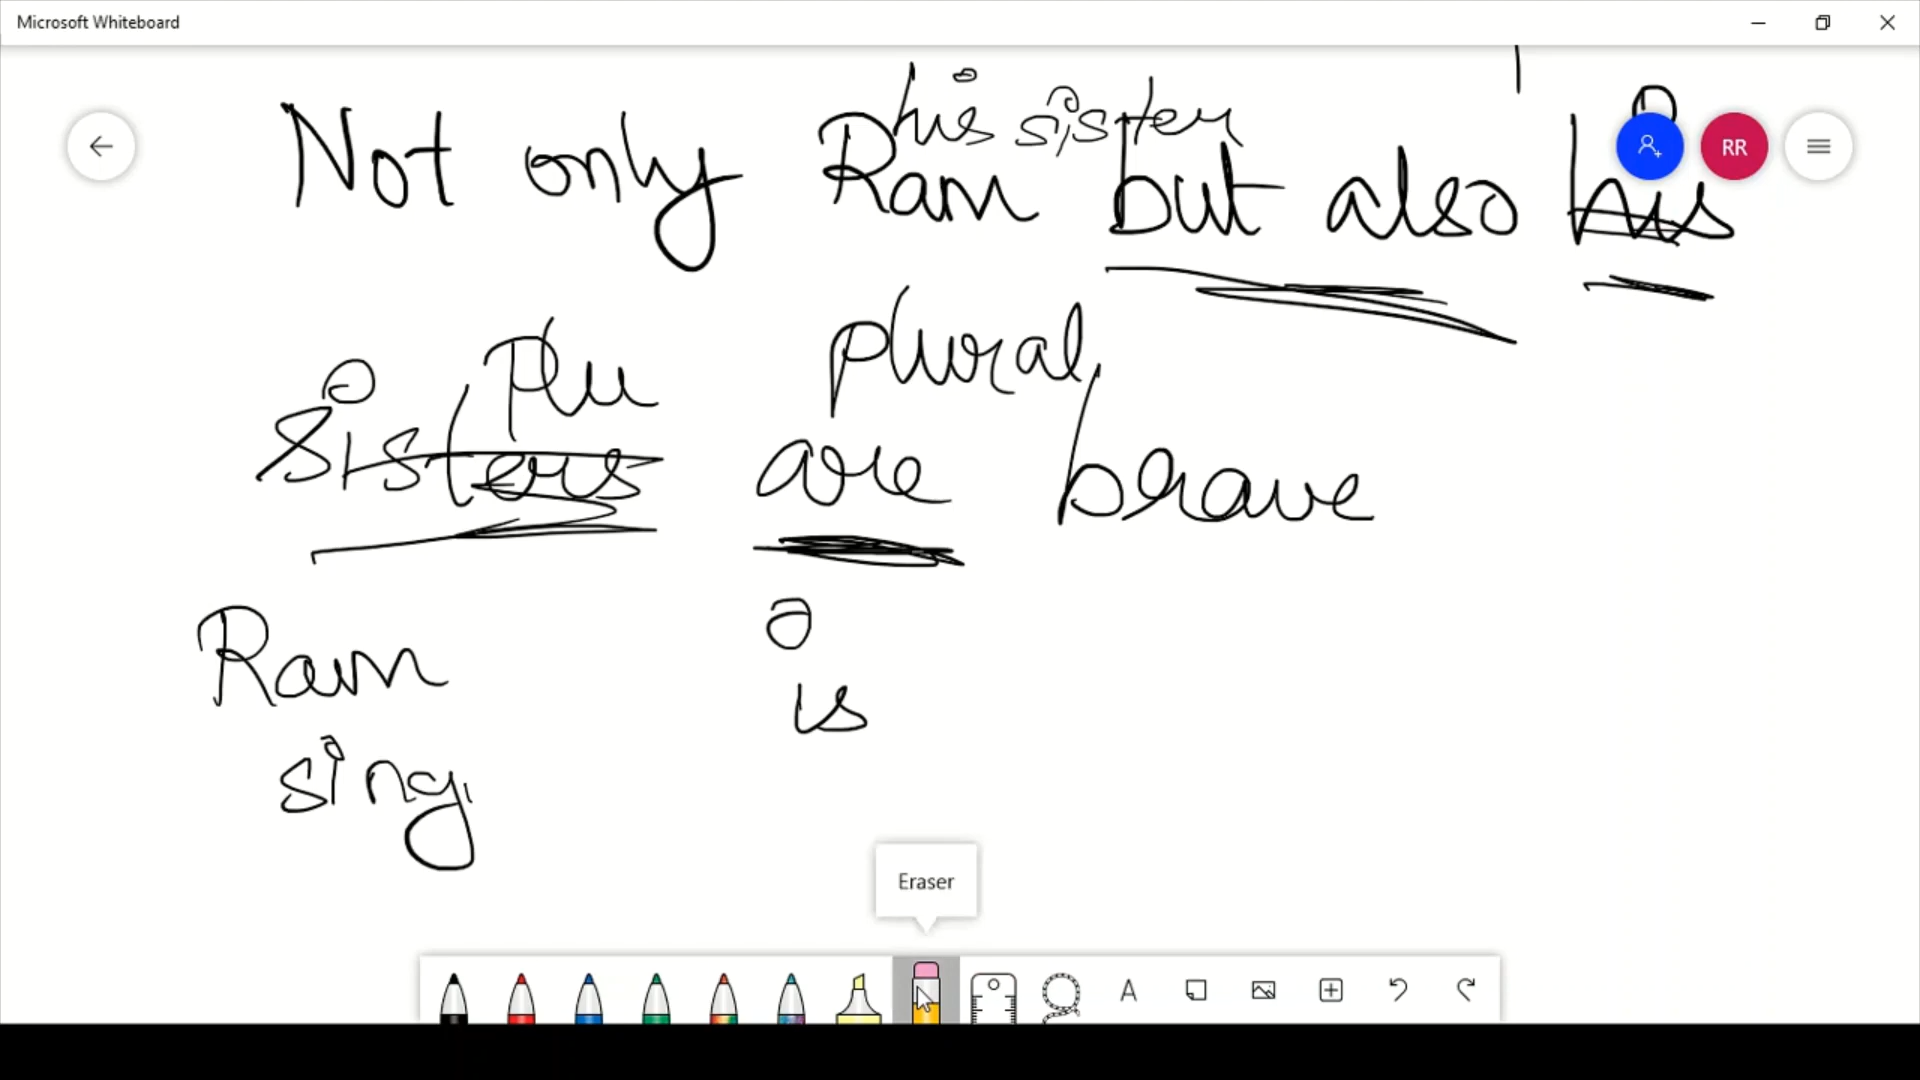 Microsoft Whiteboard
his sister
Not only Ram but also his
Plu plural
sisters are brave
Ram
is
sing.
RR
Eraser
A